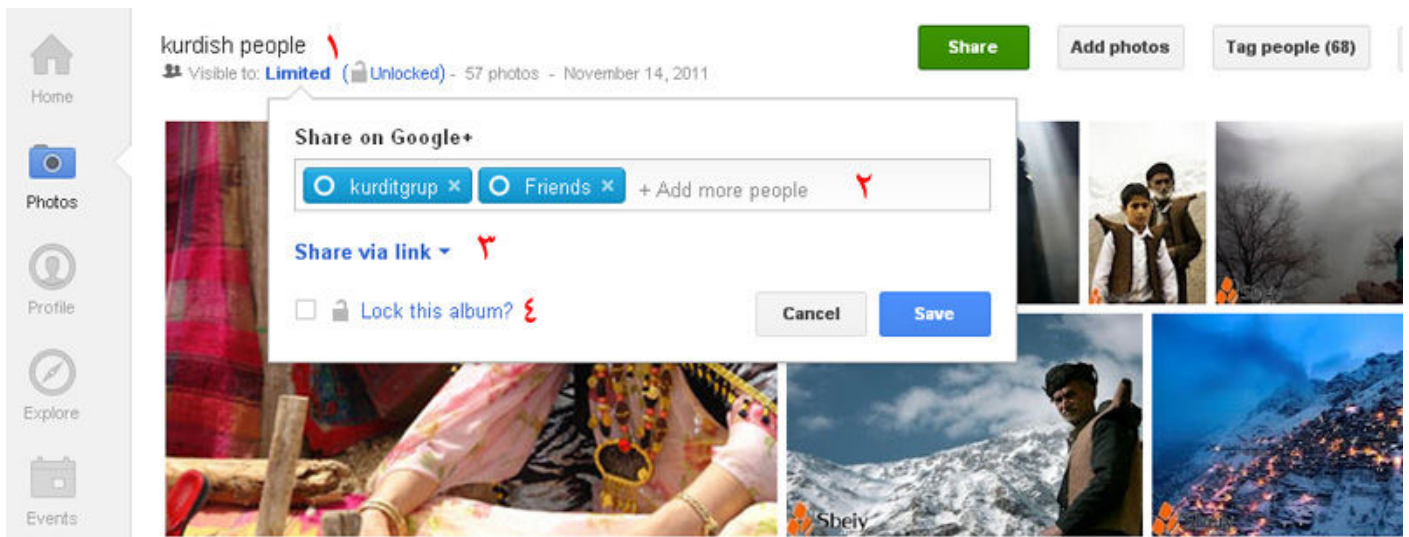 kurdish people ١
Visible to: Limited (Unlocked) - 57 photos - November 14, 2011
Share
Add photos
Tag people (68)
Home
Photos
Profile
Explore
Events
Share on Google+
kurditgrup × Friends × + Add more people ٢
Share via link ٣
Lock this album? ٤
Cancel
Save
Sbeiy